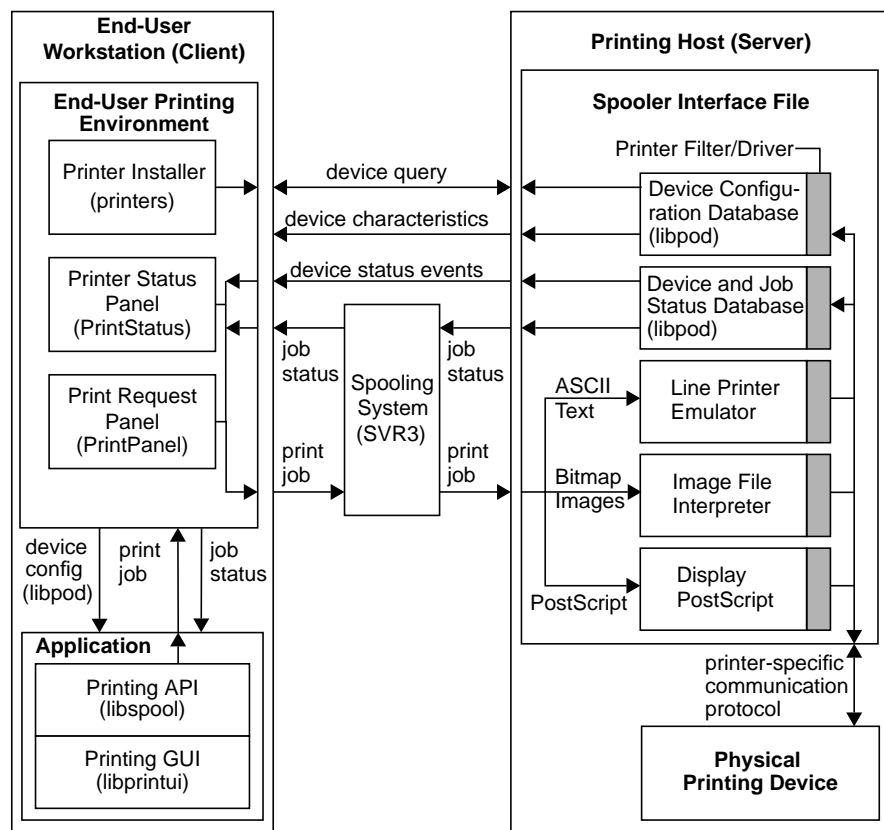 End-User
Workstation (Client)
End-User Printing
Environment
Printer Installer
(printers)
Printer Status
Panel
(PrintStatus)
Print Request
Panel
(PrintPanel)
device
config
(libpod)
print
job
job
status
Application
Printing API
(libspool)
Printing GUI
(libprintui)
device query
device characteristics
device status events
job
status
print
job
Spooling
System
(SVR3)
job
status
print
job
Printing Host (Server)
Spooler Interface File
Printer Filter/Driver
Device Configu-
ration Database
(libpod)
Device and Job
Status Database
(libpod)
ASCII
Text
Line Printer
Emulator
Bitmap
Images
Image File
Interpreter
PostScript
Display
PostScript
printer-specific
communication
protocol
Physical
Printing Device